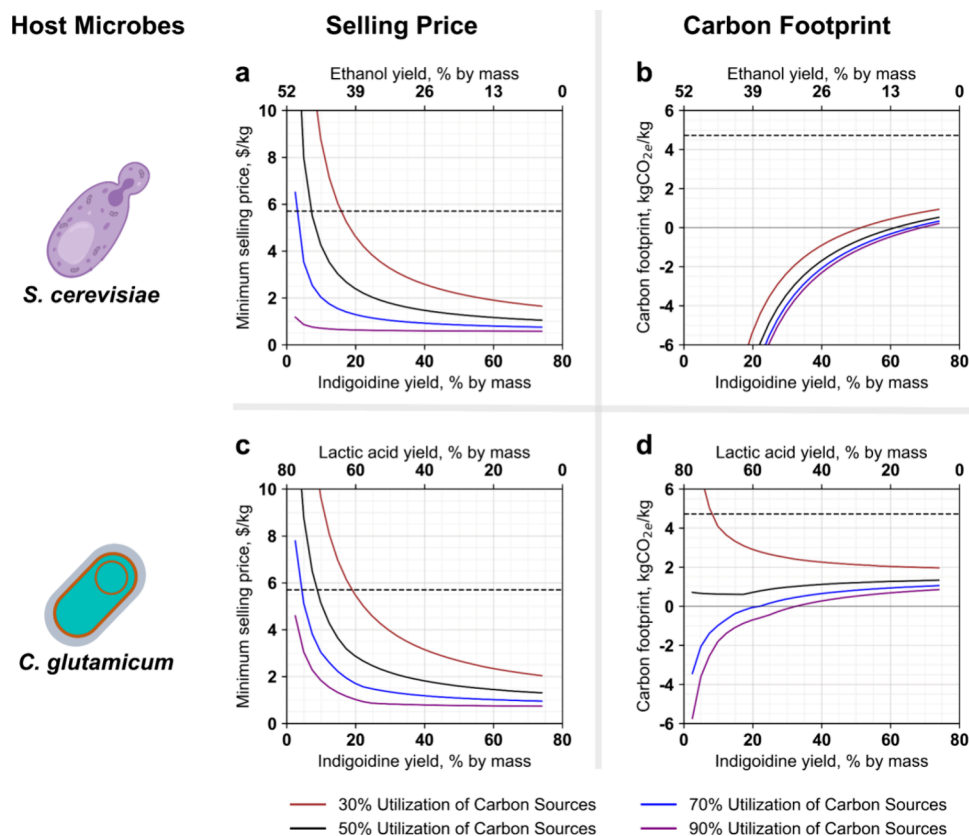 Host Microbes
Selling Price
Carbon Footprint
a
Ethanol yield, % by mass
52 39 26 13 0
10
8
6
4
2
0
Minimum selling price, $/kg
0 20 40 60 80
Indigoidine yield, % by mass
b
Ethanol yield, % by mass
52 39 26 13 0
6
4
2
0
-2
-4
-6
Carbon footprint, kgCO2e/kg
0 20 40 60 80
Indigoidine yield, % by mass
S. cerevisiae
c
Lactic acid yield, % by mass
80 60 40 20 0
10
8
6
4
2
0
Minimum selling price, $/kg
0 20 40 60 80
Indigoidine yield, % by mass
d
Lactic acid yield, % by mass
80 60 40 20 0
6
4
2
0
-2
-4
-6
Carbon footprint, kgCO2e/kg
0 20 40 60 80
Indigoidine yield, % by mass
C. glutamicum
30% Utilization of Carbon Sources
50% Utilization of Carbon Sources
70% Utilization of Carbon Sources
90% Utilization of Carbon Sources